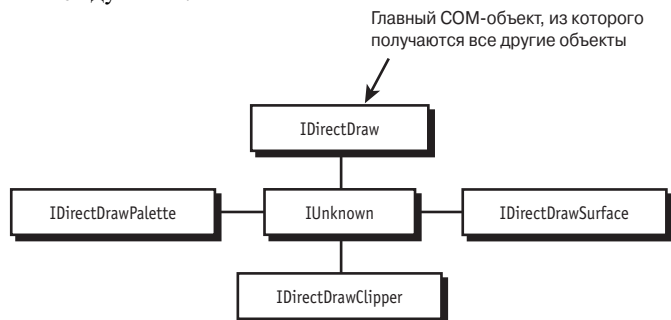 Главный COM-объект, из которого
получаются все другие объекты
IDirectDraw
IDirectDrawPalette
IUnknown
IDirectDrawSurface
IDirectDrawClipper